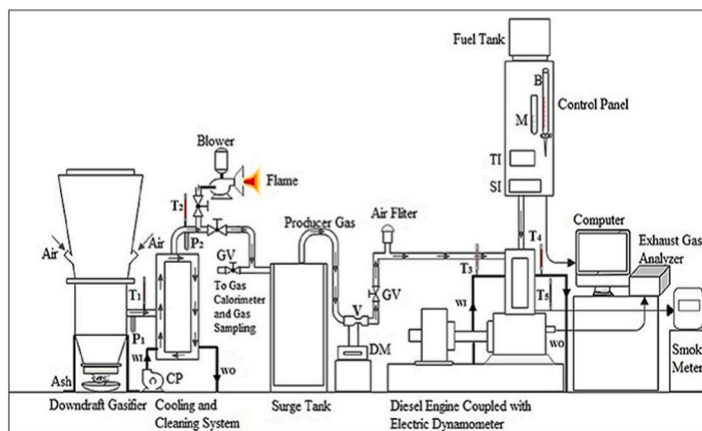 Fuel Tank
B
Control Panel
M
TI
SI
Blower
Flame
T2
P2
Air
Air
GV
To Gas
Calorimeter
and Gas
Sampling
Producer Gas
Air Fliter
GV
V
DM
T3
T4
T5
WI
WO
Computer
Exhaust Gas
Analyzer
Smok
Meter
T1
P1
WI
WO
CP
Ash
Downdraft Gasifier
Cooling and
Cleaning System
Surge Tank
Diesel Engine Coupled with
Electric Dynamometer